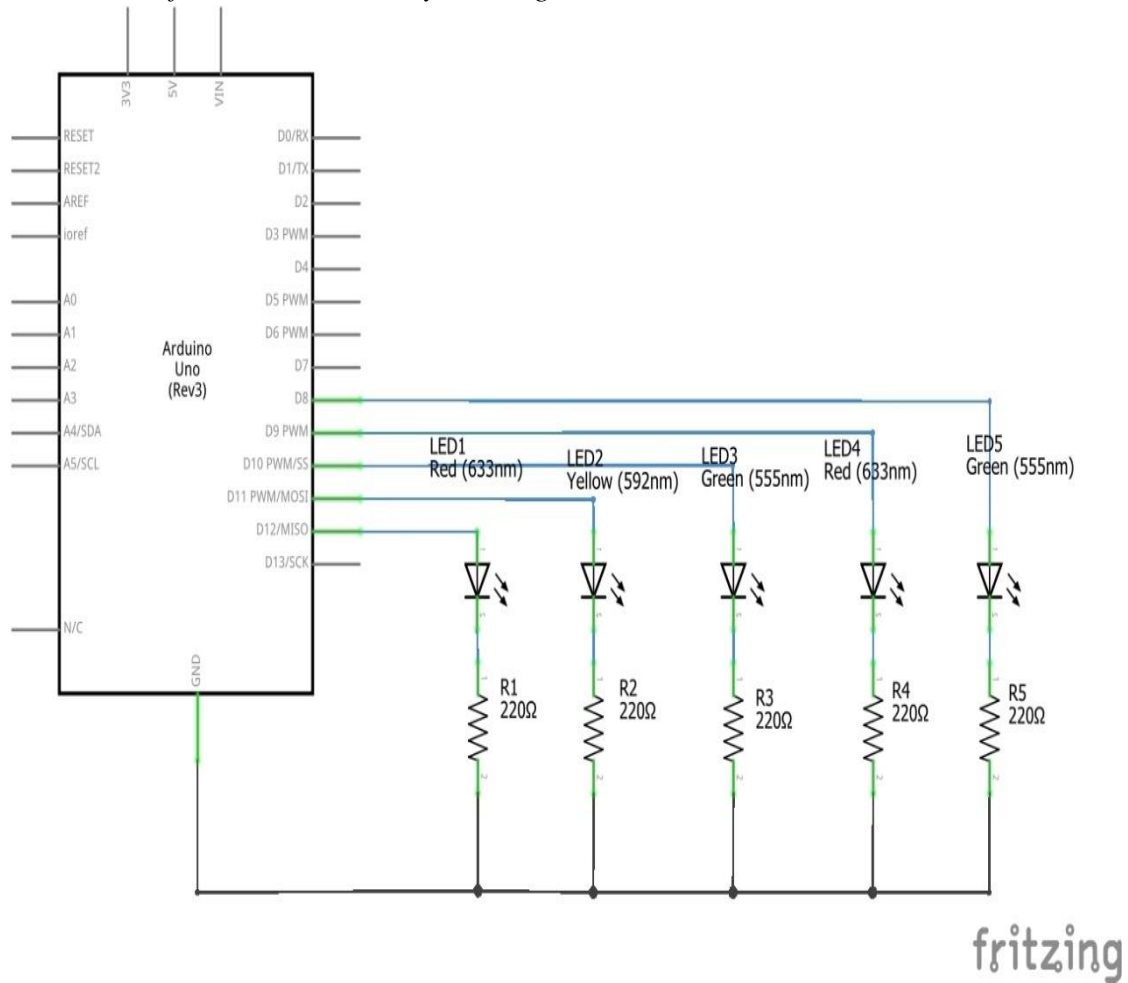 3V3
5V
VIN
RESET
RESET2
AREF
ioref
A0
A1
A2
A3
A4/SDA
A5/SCL
N/C
GND
Arduino
Uno
(Rev3)
D0/RX
D1/TX
D2
D3 PWM
D4
D5 PWM
D6 PWM
D7
D8
D9 PWM
D10 PWM/SS
D11 PWM/MOSI
D12/MISO
D13/SCK
LED1
Red (633nm)
LED2
Yellow (592nm)
LED3
Green (555nm)
LED4
Red (633nm)
LED5
Green (555nm)
R1
220Ω
R2
220Ω
R3
220Ω
R4
220Ω
R5
220Ω
fritzing